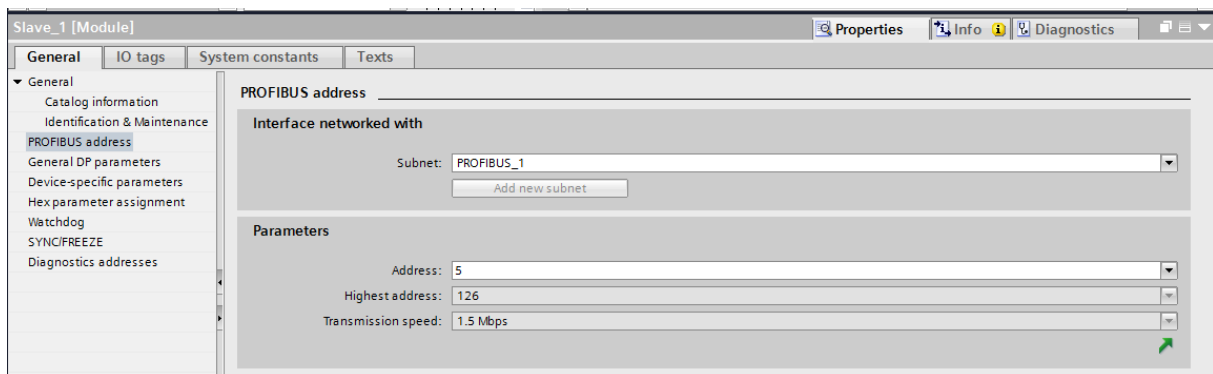 Slave_1 [Module]
Properties
Info
Diagnostics
General
IO tags
System constants
Texts
General
Catalog information
Identification & Maintenance
PROFIBUS address
General DP parameters
Device-specific parameters
Hex parameter assignment
Watchdog
SYNC/FREEZE
Diagnostics addresses
PROFIBUS address
Interface networked with
Subnet: PROFIBUS_1
Add new subnet
Parameters
Address: 5
Highest address: 126
Transmission speed: 1.5 Mbps